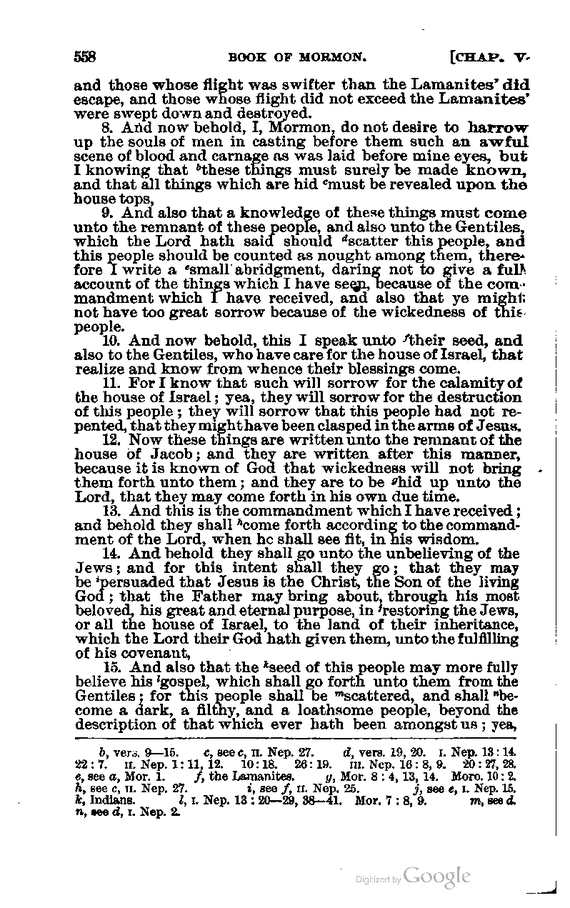 558 BOOK OF MORMON. [CHAP. V.
and those whose flight was swifter than the Lamanites' did
escape, and those whose flight did not exceed the Lamanites'
were swept down and destroyed.
8. And now behold, I, Mormon, do not desire to harrow
up the souls of men in casting before them such an awful
scene of blood and carnage as was laid before mine eyes, but
I knowing that ᵇthese things must surely be made known,
and that all things which are hid ᶜmust be revealed upon the
house tops,
9. And also that a knowledge of these things must come
unto the remnant of these people, and also unto the Gentiles,
which the Lord hath said should ᵈscatter this people, and
this people should be counted as nought among them, there-
fore I write a ᵉsmall abridgment, daring not to give a full
account of the things which I have seen, because of the com-
mandment which I have received, and also that ye might
not have too great sorrow because of the wickedness of this
people.
10. And now behold, this I speak unto ᶠtheir seed, and
also to the Gentiles, who have care for the house of Israel, that
realize and know from whence their blessings come.
11. For I know that such will sorrow for the calamity of
the house of Israel; yea, they will sorrow for the destruction
of this people; they will sorrow that this people had not re-
pented, that they might have been clasped in the arms of Jesus.
12. Now these things are written unto the remnant of the
house of Jacob; and they are written after this manner,
because it is known of God that wickedness will not bring
them forth unto them; and they are to be ᵍhid up unto the
Lord, that they may come forth in his own due time.
13. And this is the commandment which I have received;
and behold they shall ʰcome forth according to the command-
ment of the Lord, when he shall see fit, in his wisdom.
14. And behold they shall go unto the unbelieving of the
Jews; and for this intent shall they go; that they may
be ⁱpersuaded that Jesus is the Christ, the Son of the living
God; that the Father may bring about, through his most
beloved, his great and eternal purpose, in ʲrestoring the Jews,
or all the house of Israel, to the land of their inheritance,
which the Lord their God hath given them, unto the fulfilling
of his covenant,
15. And also that the ᵏseed of this people may more fully
believe his ˡgospel, which shall go forth unto them from the
Gentiles; for this people shall be ᵐscattered, and shall ⁿbe-
come a dark, a filthy, and a loathsome people, beyond the
description of that which ever hath been amongst us; yea,
b, vers. 9—15. c, see c, II. Nep. 27. d, vers. 19, 20. I. Nep. 13:14.
22:7. II. Nep. 1:11, 12. 10:18. 26:19. III. Nep. 16:8, 9. 20:27, 28.
e, see a, Mor. 1. f, the Lamanites. g, Mor. 8:4, 13, 14. Moro. 10:2.
h, see c, II. Nep. 27. i, see f, II. Nep. 25. j, see e, I. Nep. 15.
k, Indians. l, I. Nep. 13:20—29, 38—41. Mor. 7:8, 9. m, see d.
n, see d, I. Nep. 2.
Digitized by Google